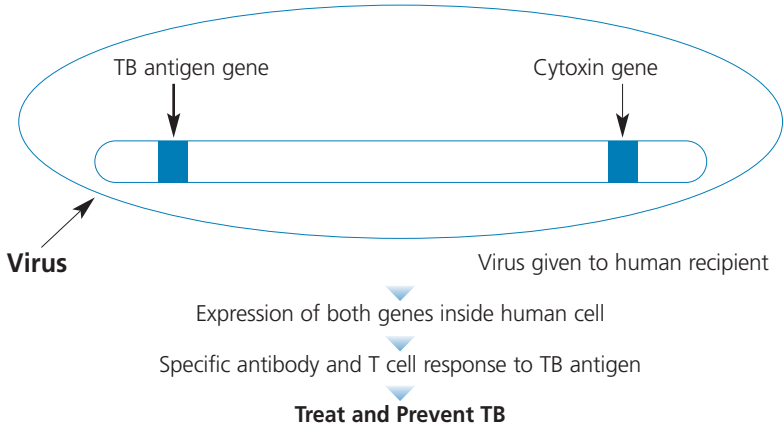 TB antigen gene
Cytoxin gene
Virus
Virus given to human recipient
Expression of both genes inside human cell
Specific antibody and T cell response to TB antigen
Treat and Prevent TB